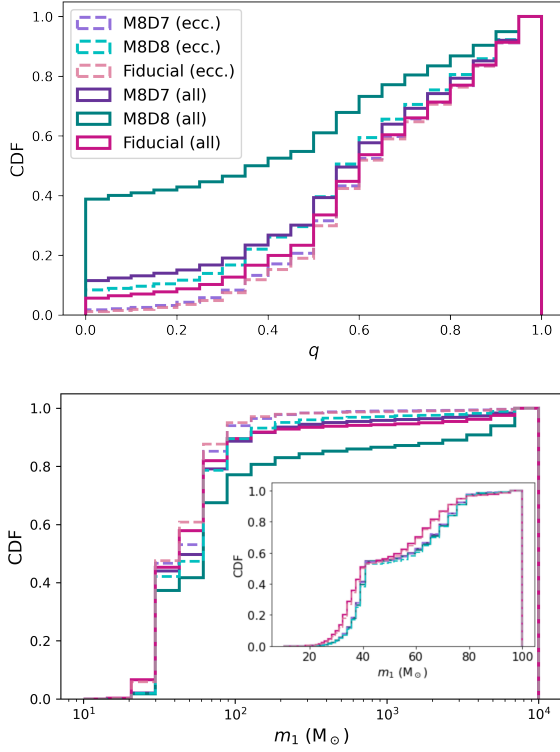 CDF
1.0
0.8
0.6
0.4
0.2
0.0
M8D7 (ecc.)
M8D8 (ecc.)
Fiducial (ecc.)
M8D7 (all)
M8D8 (all)
Fiducial (all)
0.0 0.2 0.4 0.6 0.8 1.0
q
CDF
1.0
0.8
0.6
0.4
0.2
0.0
CDF
1.0
0.8
0.6
0.4
0.2
0.0
20 40 60 80 100
m₁ (M⊙)
10¹ 10² 10³ 10⁴
m₁ (M⊙)